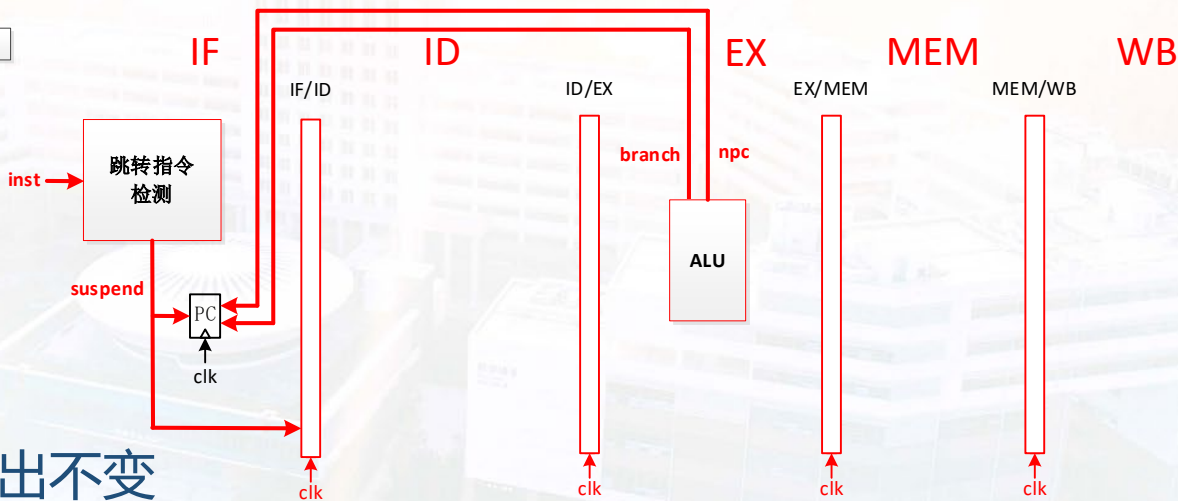 IF
ID
EX
MEM
WB
IF/ID
ID/EX
EX/MEM
MEM/WB
跳转指令
检测
inst
branch
npc
ALU
suspend
PC
clk
clk
clk
clk
clk
出不变